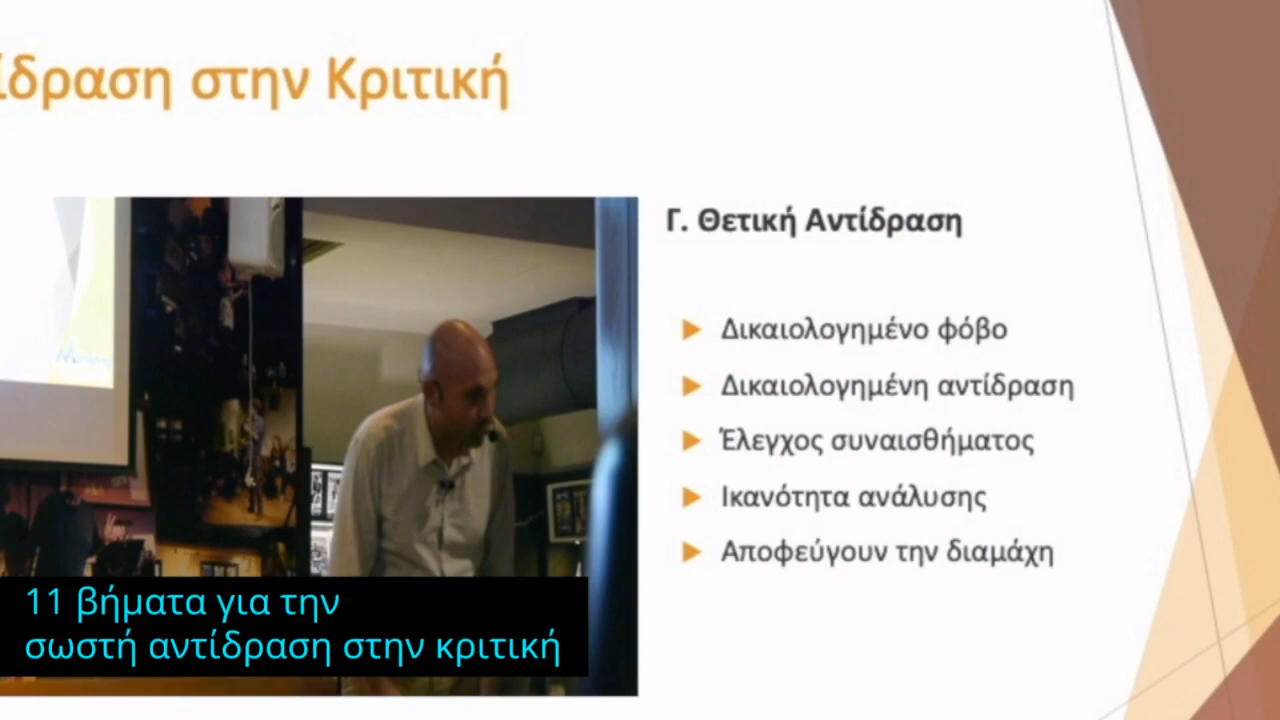 ίδραση στην Κριτική
Γ. Θετική Αντίδραση
Δικαιολογημένο φόβο
Δικαιολογημένη αντίδραση
Έλεγχος συναισθήματος
Ικανότητα ανάλυσης
Αποφεύγουν την διαμάχη
11 βήματα για την
σωστή αντίδραση στην κριτική